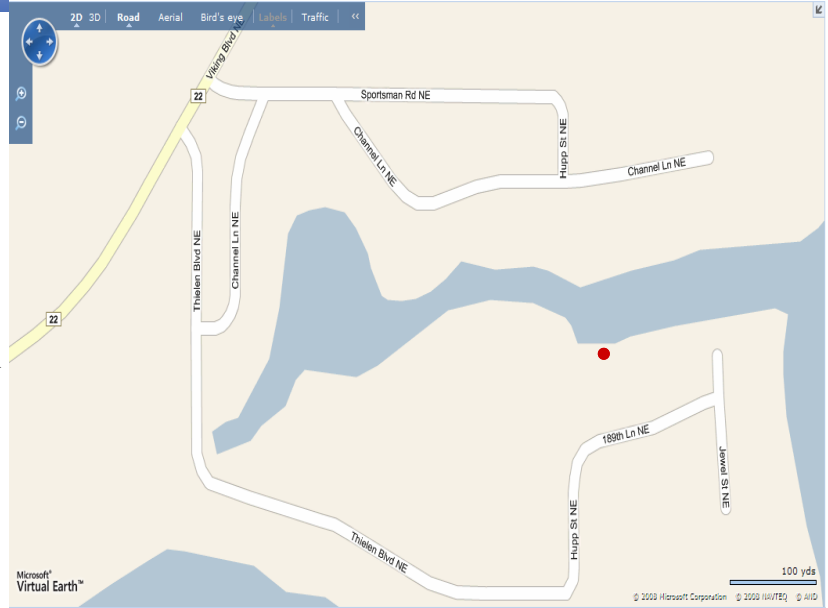 2D 3D Road Aerial Bird's eye Labels Traffic «
Viking Blvd NE
22
Sportsman Rd NE
Hupp St NE
Channel Ln NE
Channel Ln NE
Thielen Blvd NE
Channel Ln NE
22
189th Ln NE
Jewel St NE
Hupp St NE
Thielen Blvd NE
Microsoft®
Virtual Earth™
100 yds
© 2008 Microsoft Corporation © 2008 NAVTEQ © AND